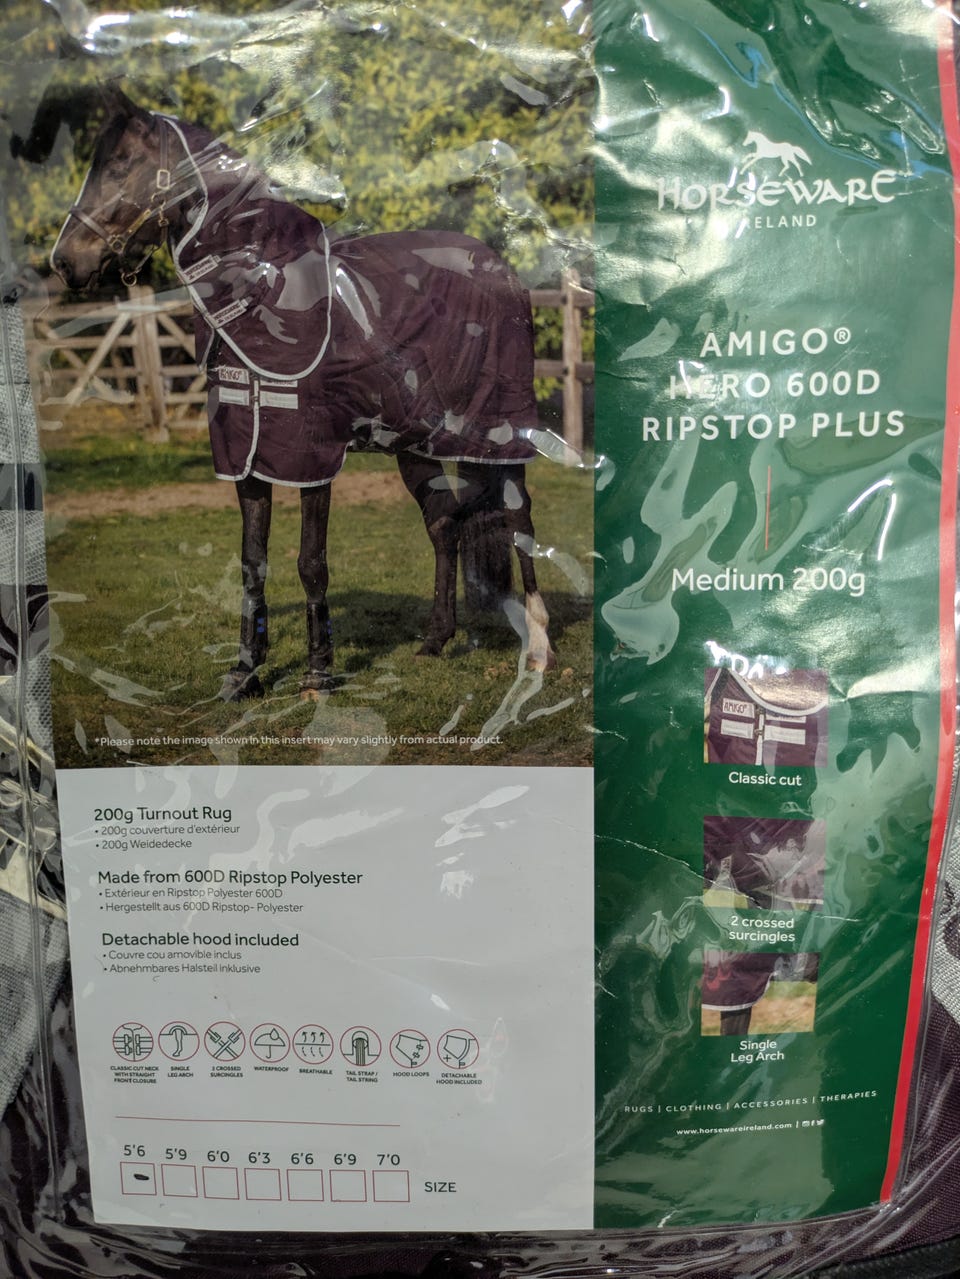 HORSEWARE
IRELAND
AMIGO®
HERO 600D
RIPSTOP PLUS
Medium 200g
AMIGO®
Classic cut
2 crossed
surcingles
Single
Leg Arch
RUGS | CLOTHING | ACCESSORIES | THERAPIES
www.horsewareireland.com |
HORSEWARE
HORSEWARE
AMIGO®
*Please note the image shown in this insert may vary slightly from actual product.
200g Turnout Rug
• 200g couverture d'extérieur
• 200g Weidedecke
Made from 600D Ripstop Polyester
• Extérieur en Ripstop Polyester 600D
• Hergestellt aus 600D Ripstop- Polyester
Detachable hood included
• Couvre cou amovible inclus
• Abnehmbares Halsteil inklusive
CLASSIC CUT NECK
WITH STRAIGHT
FRONT CLOSURE
SINGLE
LEG ARCH
2 CROSSED
SURCINGLES
WATERPROOF
BREATHABLE
TAIL STRAP /
TAIL STRING
HOOD LOOPS
DETACHABLE
HOOD INCLUDED
5'6 5'9 6'0 6'3 6'6 6'9 7'0
SIZE